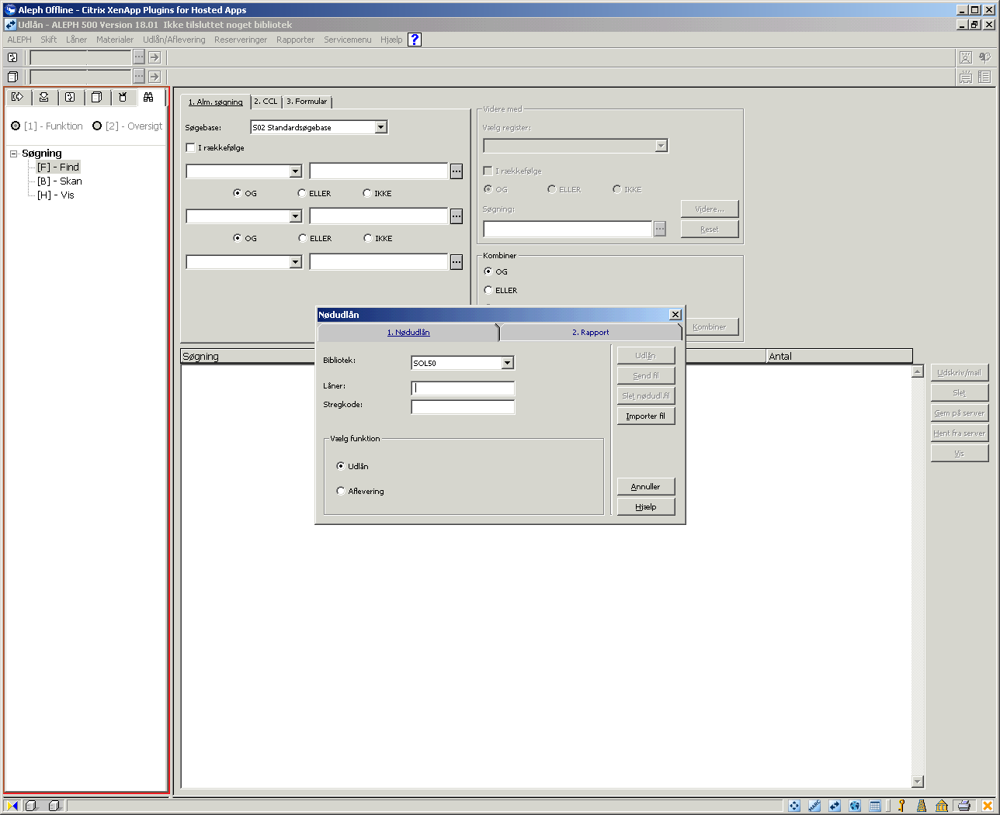 Aleph Offline - Citrix XenApp Plugins for Hosted Apps
Udlån - ALEPH 500 Version 18.01 Ikke tilsluttet noget bibliotek
ALEPH Skift Låner Materialer Udlån/Aflevering Reserveringer Rapporter Servicemenu Hjælp ?
[1] - Funktion [2] - Oversigt
Søgning
[F] - Find
[B] - Skan
[H] - Vis
1. Alm. søgning 2. CCL 3. Formular
Søgebase: S02 Standardsøgebase
I rækkefølge
...
OG ELLER IKKE
...
OG ELLER IKKE
...
Videre med
Vælg register:
I rækkefølge
OG ELLER IKKE
Søgning:
...
Videre...
Reset
Kombiner
OG
ELLER
Kombiner
Søgning Antal
Udskriv/mail
Slet
Gem på server
Hent fra server
Vis
Nødudlån
1. Nødudlån 2. Rapport
Bibliotek: SOL50
Låner:
Stregkode:
Vælg funktion
Udlån
Aflevering
Udlån
Send fil
Slet nødudl.fil
Importer fil
Annuller
Hjælp